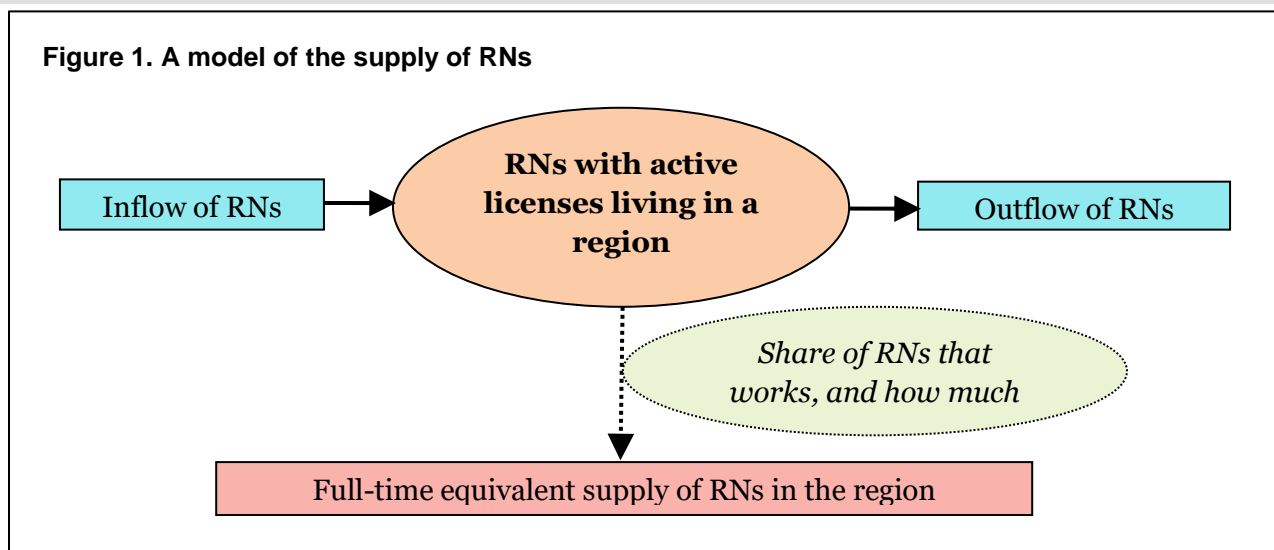 Figure 1. A model of the supply of RNs
RNs with active
licenses living in a
region
Inflow of RNs
Outflow of RNs
Share of RNs that
works, and how much
Full-time equivalent supply of RNs in the region